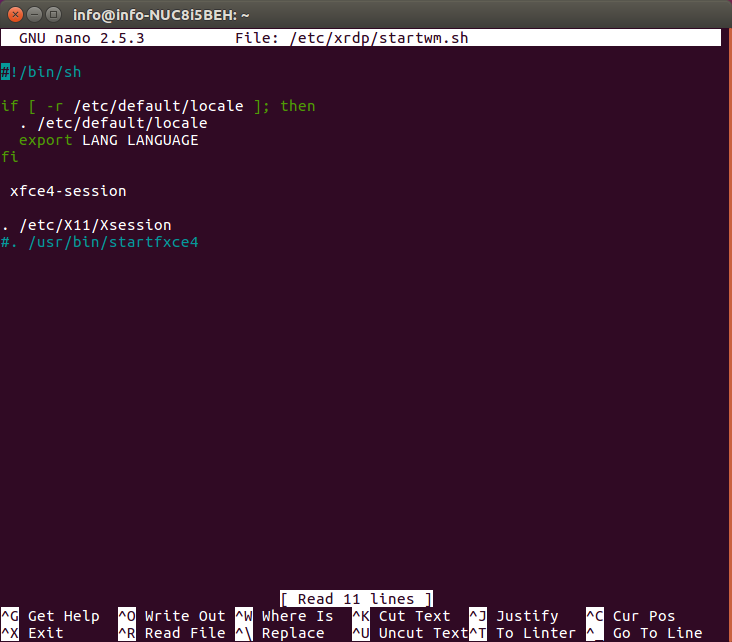 info@info-NUC8i5BEH: ~
GNU nano 2.5.3 File: /etc/xrdp/startwm.sh
#!/bin/sh
if [ -r /etc/default/locale ]; then
. /etc/default/locale
export LANG LANGUAGE
fi
xfce4-session
. /etc/X11/Xsession
#. /usr/bin/startfxce4
[ Read 11 lines ]
^G Get Help ^O Write Out ^W Where Is ^K Cut Text ^J Justify ^C Cur Pos
^X Exit ^R Read File ^\ Replace ^U Uncut Text ^T To Linter ^_ Go To Line